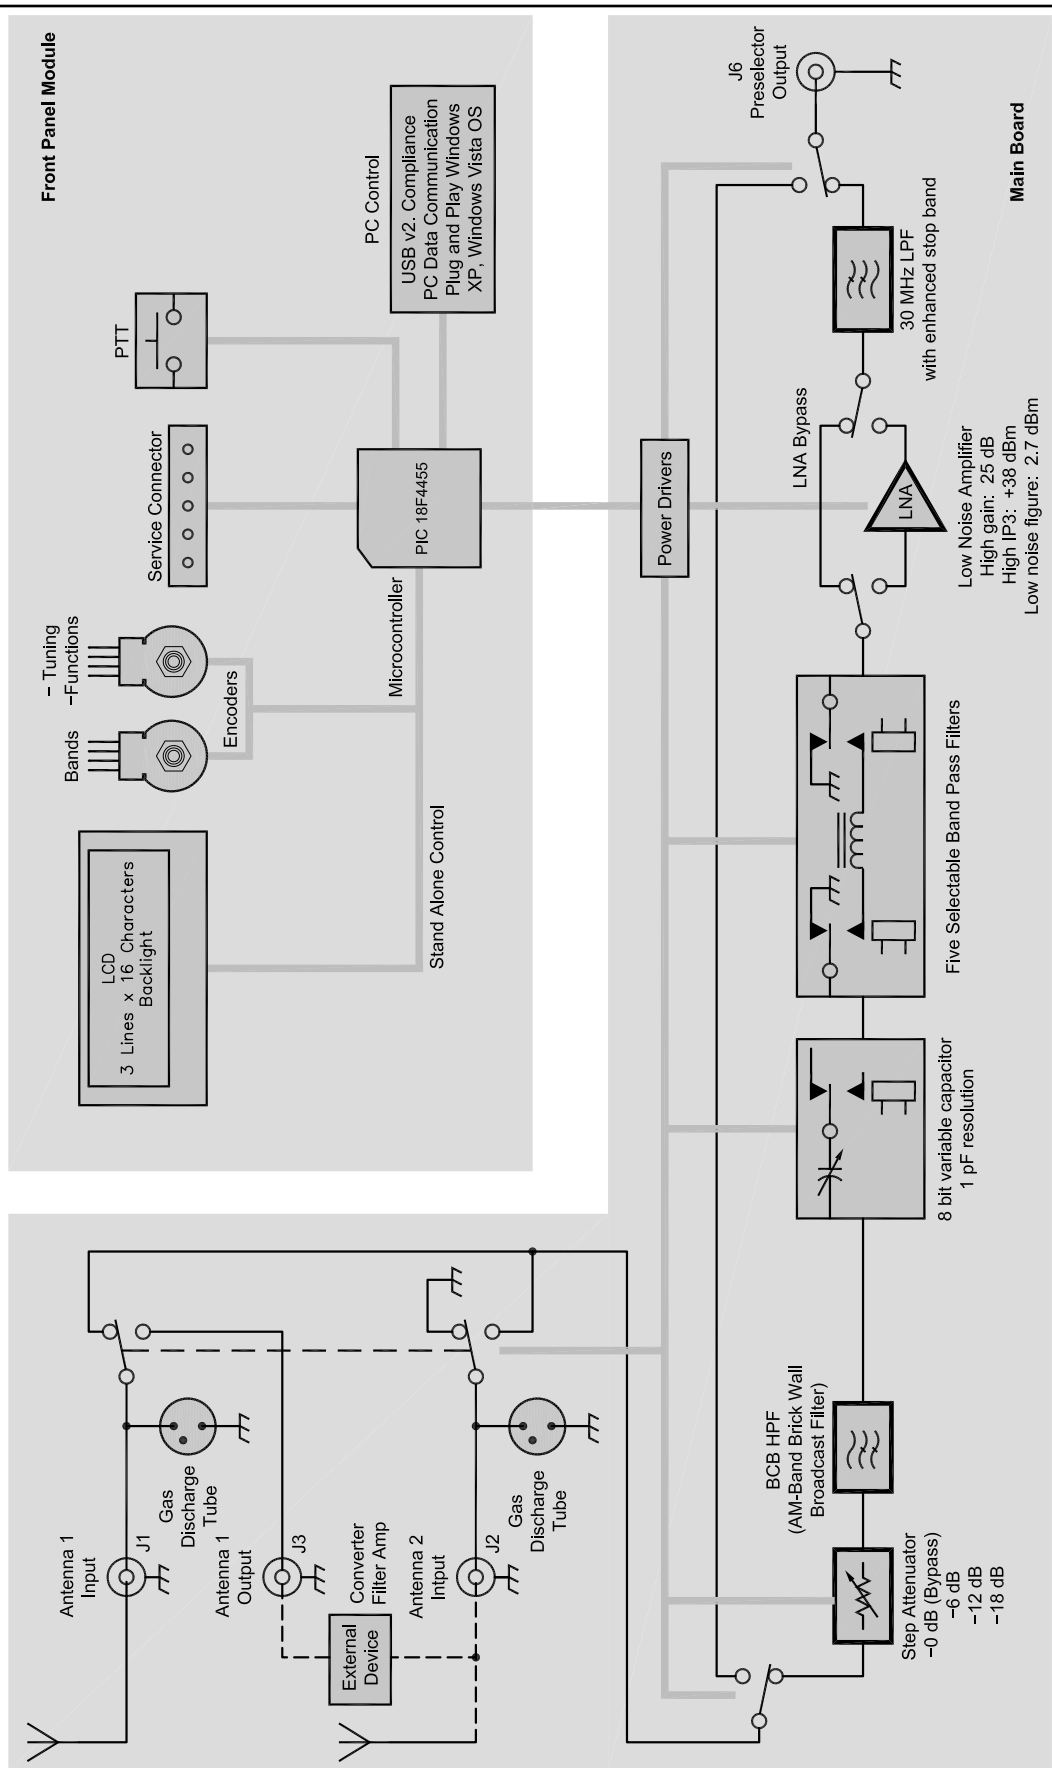 Front Panel Module
LCD
3 Lines x 16 Characters
Backlight
Bands
– Tuning
–Functions
Encoders
Service Connector
PTT
PC Control
USB v2. Compliance
PC Data Communication
Plug and Play Windows
XP, Windows Vista OS
PIC 18F4455
Microcontroller
Stand Alone Control
Antenna 1
Input
J1
Gas
Discharge
Tube
Antenna 1
Output
J3
Converter
Filter Amp
External
Device
Antenna 2
Intput
J2
Gas
Discharge
Tube
Power Drivers
J6
Preselector
Output
Main Board
Step Attenuator
–0 dB (Bypass)
–6 dB
–12 dB
–18 dB
BCB HPF
(AM-Band Brick Wall
Broadcast Filter)
8 bit variable capacitor
1 pF resolution
Five Selectable Band Pass Filters
LNA Bypass
LNA
Low Noise Amplifier
High gain: 25 dB
High IP3: +38 dBm
Low noise figure: 2.7 dBm
30 MHz LPF
with enhanced stop band